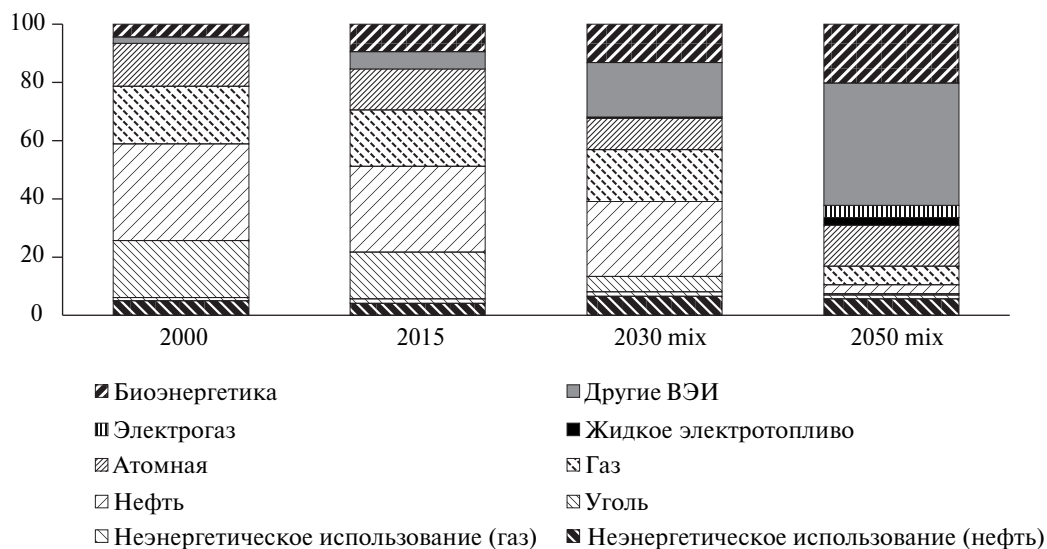 100
80
60
40
20
0
2000 2015 2030 mix 2050 mix
Биоэнергетика Другие ВЭИ
Электрогаз Жидкое электротопливо
Атомная Газ
Нефть Уголь
Неэнергетическое использование (газ) Неэнергетическое использование (нефть)